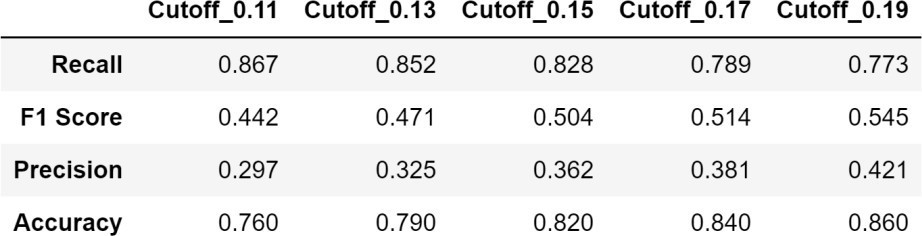 Cutoff_0.11 Cutoff_0.13 Cutoff_0.15 Cutoff_0.17 Cutoff_0.19
Recall 0.867 0.852 0.828 0.789 0.773
F1 Score 0.442 0.471 0.504 0.514 0.545
Precision 0.297 0.325 0.362 0.381 0.421
Accuracy 0.760 0.790 0.820 0.840 0.860